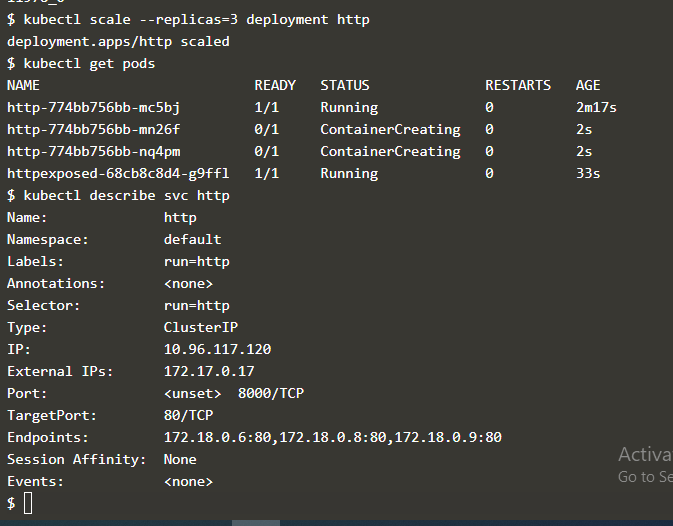 $ kubectl scale --replicas=3 deployment http
deployment.apps/http scaled
$ kubectl get pods
NAME READY STATUS RESTARTS AGE
http-774bb756bb-mc5bj 1/1 Running 0 2m17s
http-774bb756bb-mn26f 0/1 ContainerCreating 0 2s
http-774bb756bb-nq4pm 0/1 ContainerCreating 0 2s
httpexposed-68cb8c8d4-g9ffl 1/1 Running 0 33s
$ kubectl describe svc http
Name: http
Namespace: default
Labels: run=http
Annotations: <none>
Selector: run=http
Type: ClusterIP
IP: 10.96.117.120
External IPs: 172.17.0.17
Port: <unset> 8000/TCP
TargetPort: 80/TCP
Endpoints: 172.18.0.6:80,172.18.0.8:80,172.18.0.9:80
Session Affinity: None
Events: <none>
$
Activa
Go to Se